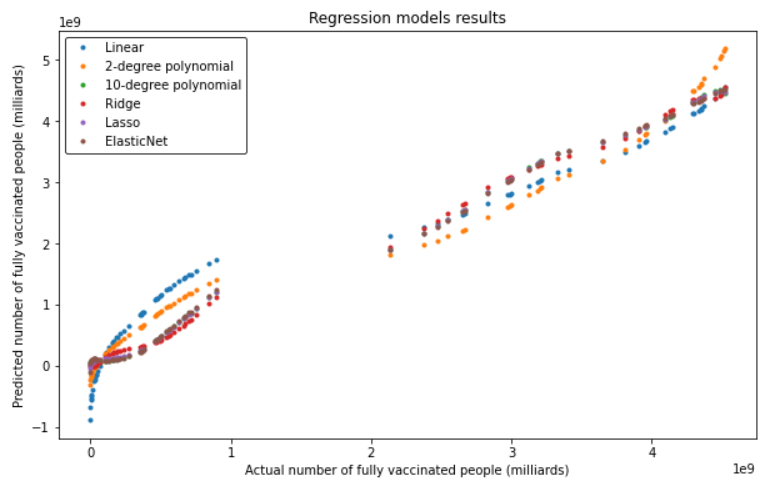 Regression models results
1e9
Linear
2-degree polynomial
10-degree polynomial
Ridge
Lasso
ElasticNet
Predicted number of fully vaccinated people (milliards)
5
4
3
2
1
0
−1
0
1
2
3
4
1e9
Actual number of fully vaccinated people (milliards)